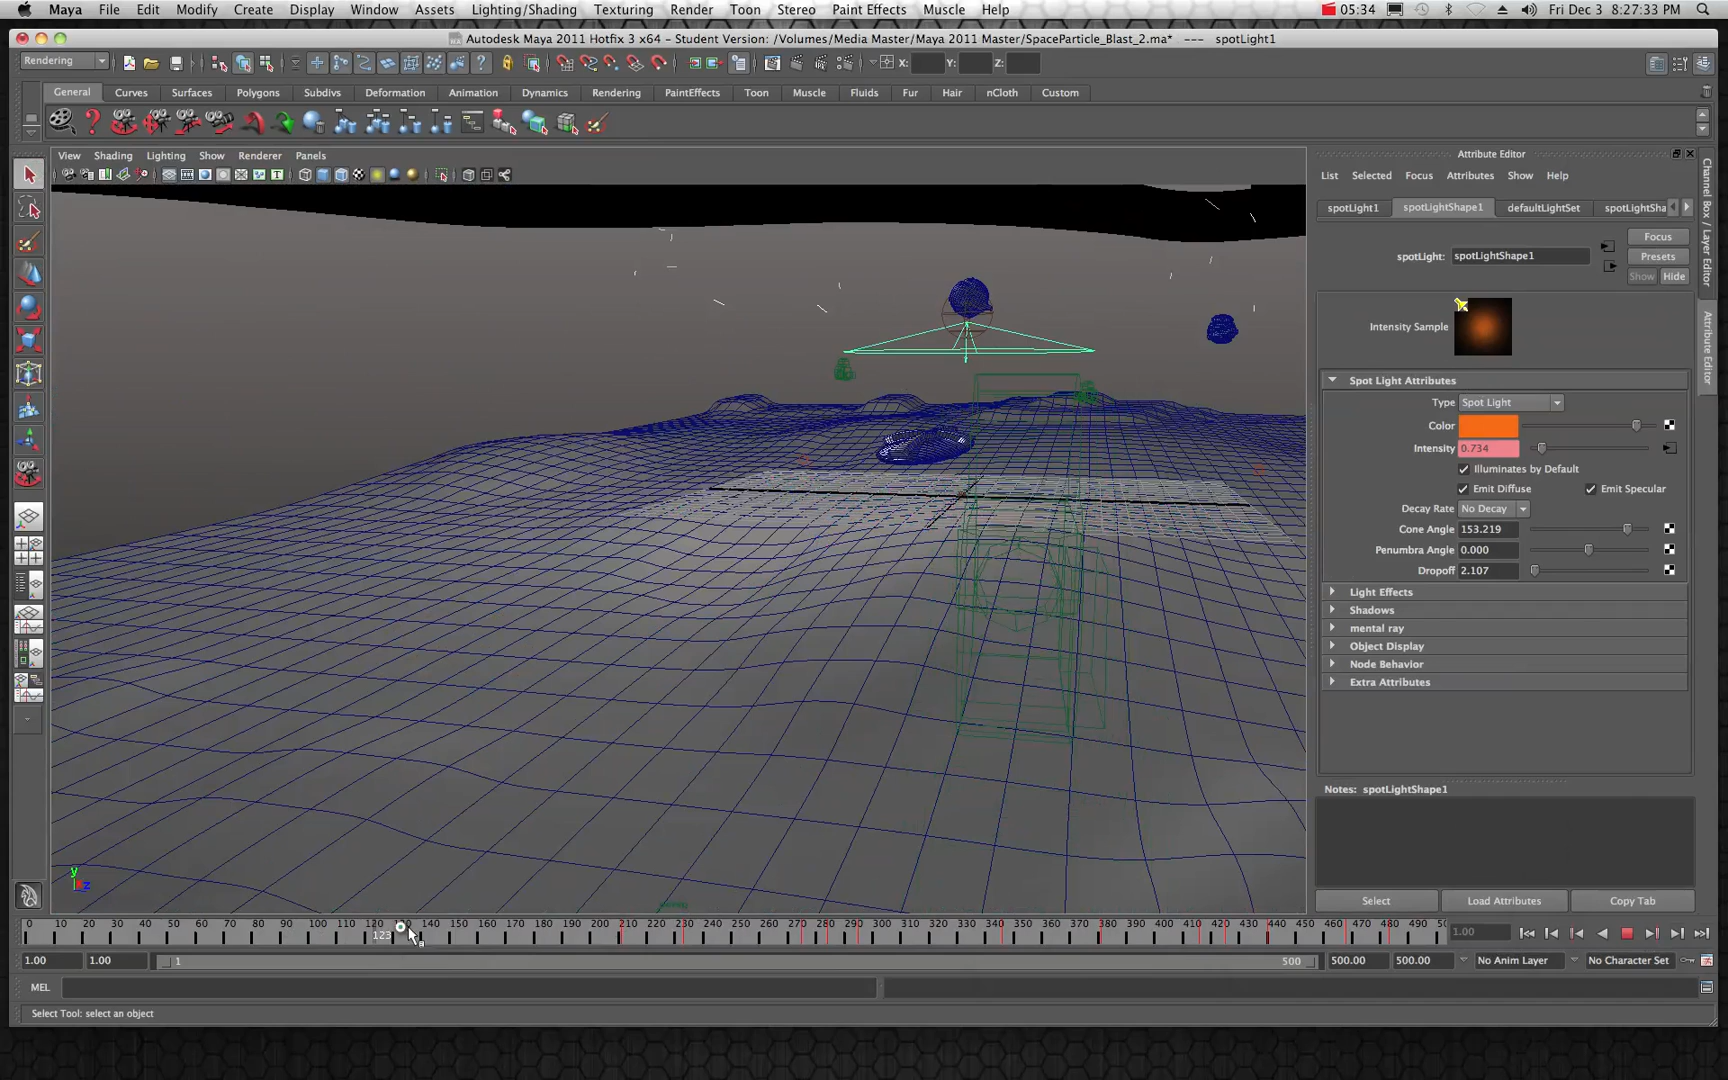 Maya File Edit Modify Create Display Window Assets Lighting/Shading Texturing Render Toon Stereo Paint Effects Muscle Help 05:34 Fri Dec 3 8:27:33 PM
Autodesk Maya 2011 Hotfix 3 x64 - Student Version: /Volumes/Media Master/Maya 2011 Master/SpaceParticle_Blast_2.ma* --- spotLight1
Rendering X: Y: Z:
General Curves Surfaces Polygons Subdivs Deformation Animation Dynamics Rendering PaintEffects Toon Muscle Fluids Fur Hair nCloth Custom
View Shading Lighting Show Renderer Panels
Attribute Editor
List Selected Focus Attributes Show Help
spotLight1 spotLightShape1 defaultLightSet spotLightSha
Focus
spotLight: spotLightShape1 Presets
Show Hide
Intensity Sample
Spot Light Attributes
Type Spot Light
Color
Intensity 0.734
Illuminates by Default
Emit Diffuse Emit Specular
Decay Rate No Decay
Cone Angle 153.219
Penumbra Angle 0.000
Dropoff 2.107
Light Effects
Shadows
mental ray
Object Display
Node Behavior
Extra Attributes
Notes: spotLightShape1
Select Load Attributes Copy Tab
Channel Box / Layer Editor
Attribute Editor
y
z
persp
0 10 20 30 40 50 60 70 80 90 100 110 120 130 140 150 160 170 180 190 200 210 220 230 240 250 260 270 280 290 300 310 320 330 340 350 360 370 380 390 400 410 420 430 440 450 460 470 480 490 50
123
1.00
1.00 1.00 1 500 500.00 500.00 No Anim Layer No Character Set
MEL
Select Tool: select an object